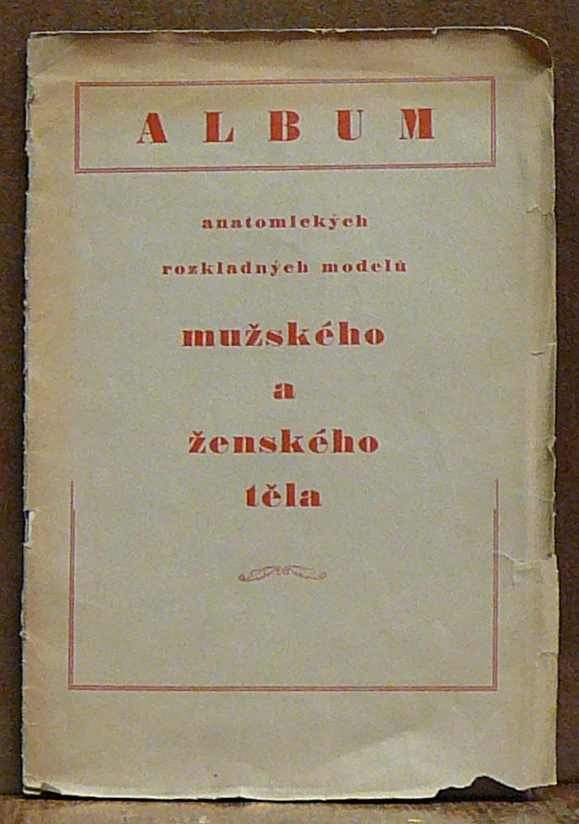 ALBUM
anatomických
rozkladných modelů
mužského
a
ženského
těla